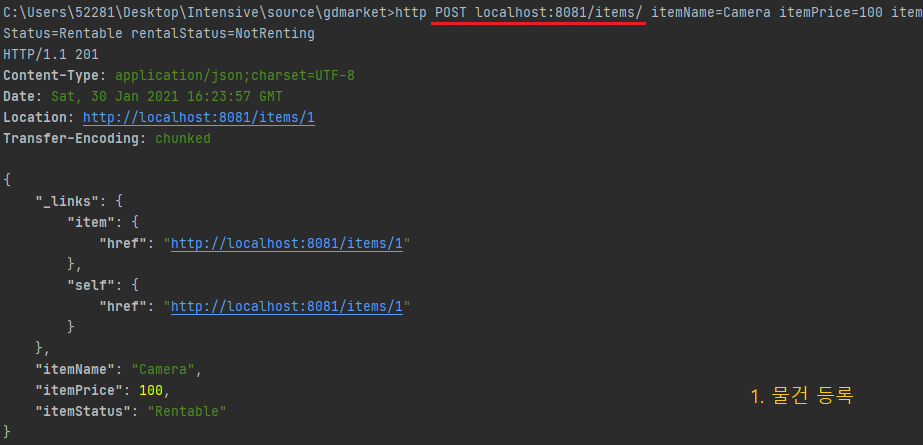 C:\Users\52281\Desktop\Intensive\source\gdmarket>http POST localhost:8081/items/ itemName=Camera itemPrice=100 item
Status=Rentable rentalStatus=NotRenting
HTTP/1.1 201
Content-Type: application/json;charset=UTF-8
Date: Sat, 30 Jan 2021 16:23:57 GMT
Location: http://localhost:8081/items/1
Transfer-Encoding: chunked
{
    "_links": {
        "item": {
            "href": "http://localhost:8081/items/1"
        },
        "self": {
            "href": "http://localhost:8081/items/1"
        }
    },
    "itemName": "Camera",
    "itemPrice": 100,
    "itemStatus": "Rentable"
}
1. 물건 등록